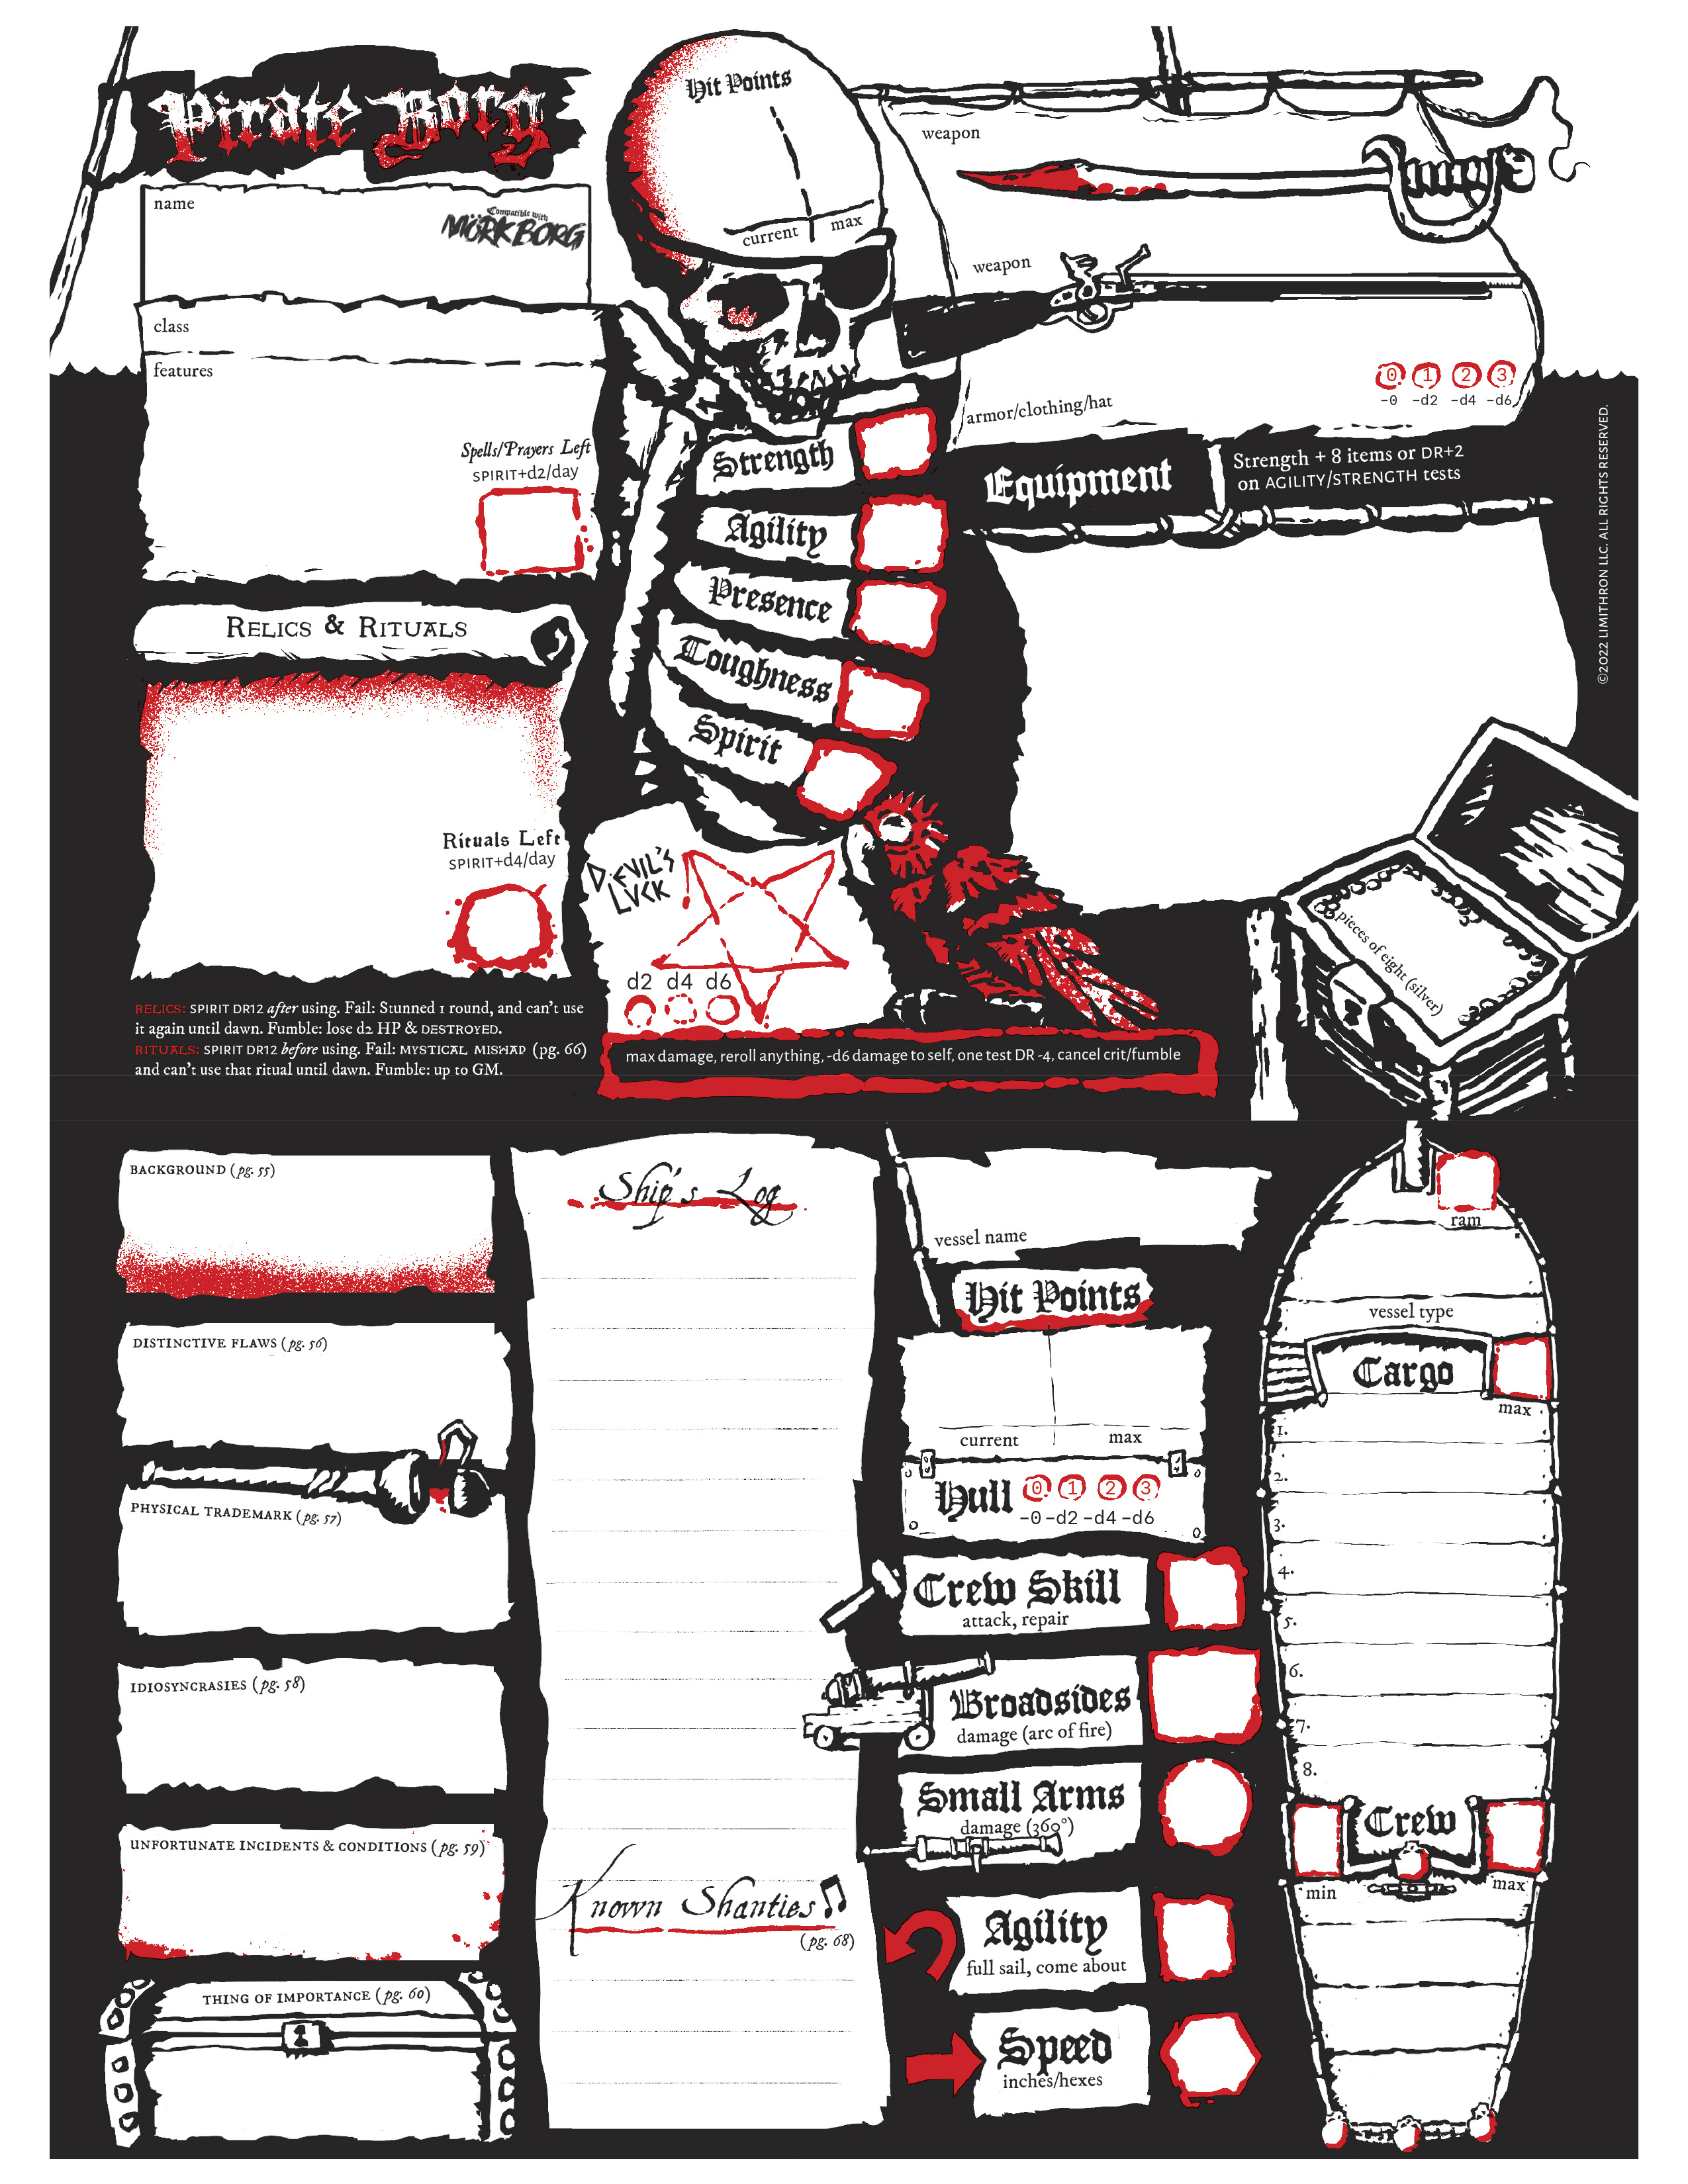 Pirate Borg
name
Compatible with
MÖRK BORG
class
features
Spells/Prayers Left
SPIRIT+d2/day
RELICS & RITUALS
Rituals Left
SPIRIT+d4/day
RELICS: SPIRIT DR12 after using. Fail: Stunned 1 round, and can't use
it again until dawn. Fumble: lose d2 HP & DESTROYED.
RITUALS: SPIRIT DR12 before using. Fail: MYSTICAL MISHAP (pg. 66)
and can't use that ritual until dawn. Fumble: up to GM.
Hit Points
current
max
Strength
Agility
Presence
Toughness
Spirit
DEVIL'S
LUCK
d2 d4 d6
max damage, reroll anything, -d6 damage to self, one test DR -4, cancel crit/fumble
weapon
weapon
armor/clothing/hat
0 1 2 3
-0 -d2 -d4 -d6
Equipment
Strength + 8 items or DR+2
on AGILITY/STRENGTH tests
pieces of eight (silver)
©2022 LIMITHRON LLC. ALL RIGHTS RESERVED.
BACKGROUND (pg. 55)
DISTINCTIVE FLAWS (pg. 56)
PHYSICAL TRADEMARK (pg. 57)
IDIOSYNCRASIES (pg. 58)
UNFORTUNATE INCIDENTS & CONDITIONS (pg. 59)
THING OF IMPORTANCE (pg. 60)
Ship's Log
Known Shanties
(pg. 68)
vessel name
Hit Points
current
max
Hull
0 1 2 3
-0 -d2 -d4 -d6
Crew Skill
attack, repair
Broadsides
damage (arc of fire)
Small Arms
damage (360°)
Agility
full sail, come about
Speed
inches/hexes
ram
vessel type
Cargo
max
1.
2.
3.
4.
5.
6.
7.
8.
Crew
min
max